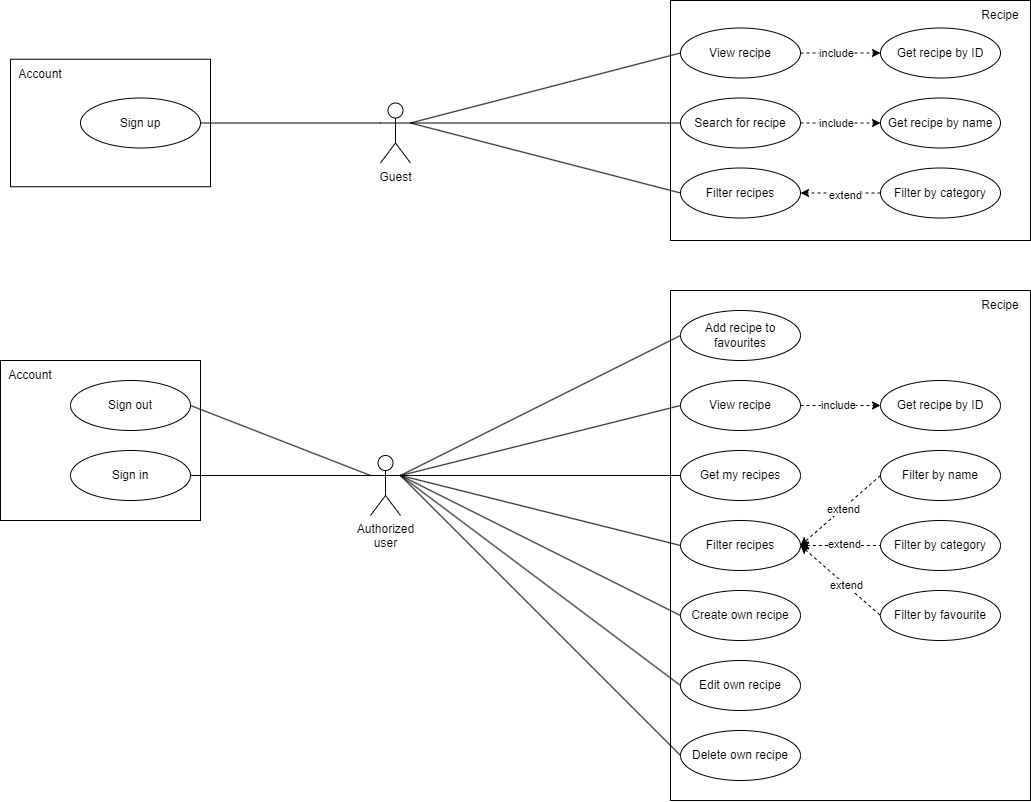 Recipe
View recipe
include
Get recipe by ID
Account
Sign up
Guest
Search for recipe
include
Get recipe by name
Filter recipes
extend
Filter by category
Recipe
Add recipe to
favourites
Account
Sign out
View recipe
include
Get recipe by ID
Sign in
Authorized
user
Get my recipes
Filter by name
extend
Filter recipes
extend
Filter by category
extend
Create own recipe
Filter by favourite
Edit own recipe
Delete own recipe